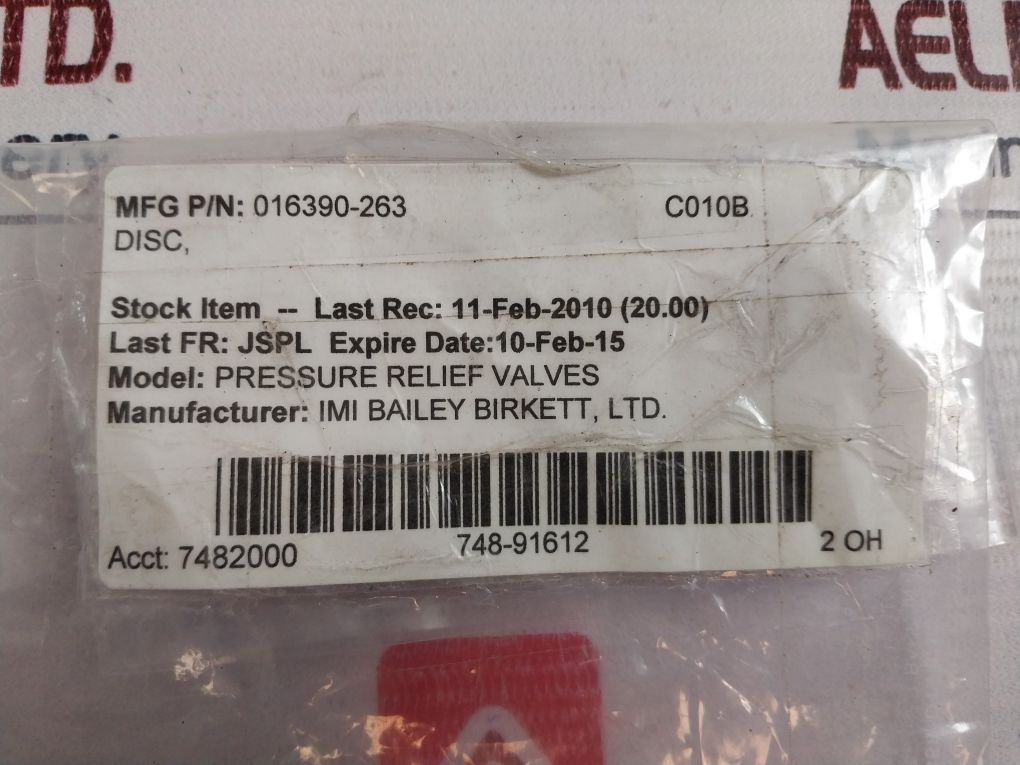 TD. AELI
ery
MFG P/N: 016390-263 C010B
DISC,
Stock Item -- Last Rec: 11-Feb-2010 (20.00)
Last FR: JSPL Expire Date:10-Feb-15
Model: PRESSURE RELIEF VALVES
Manufacturer: IMI BAILEY BIRKETT, LTD.
748-91612
Acct: 7482000 2 OH